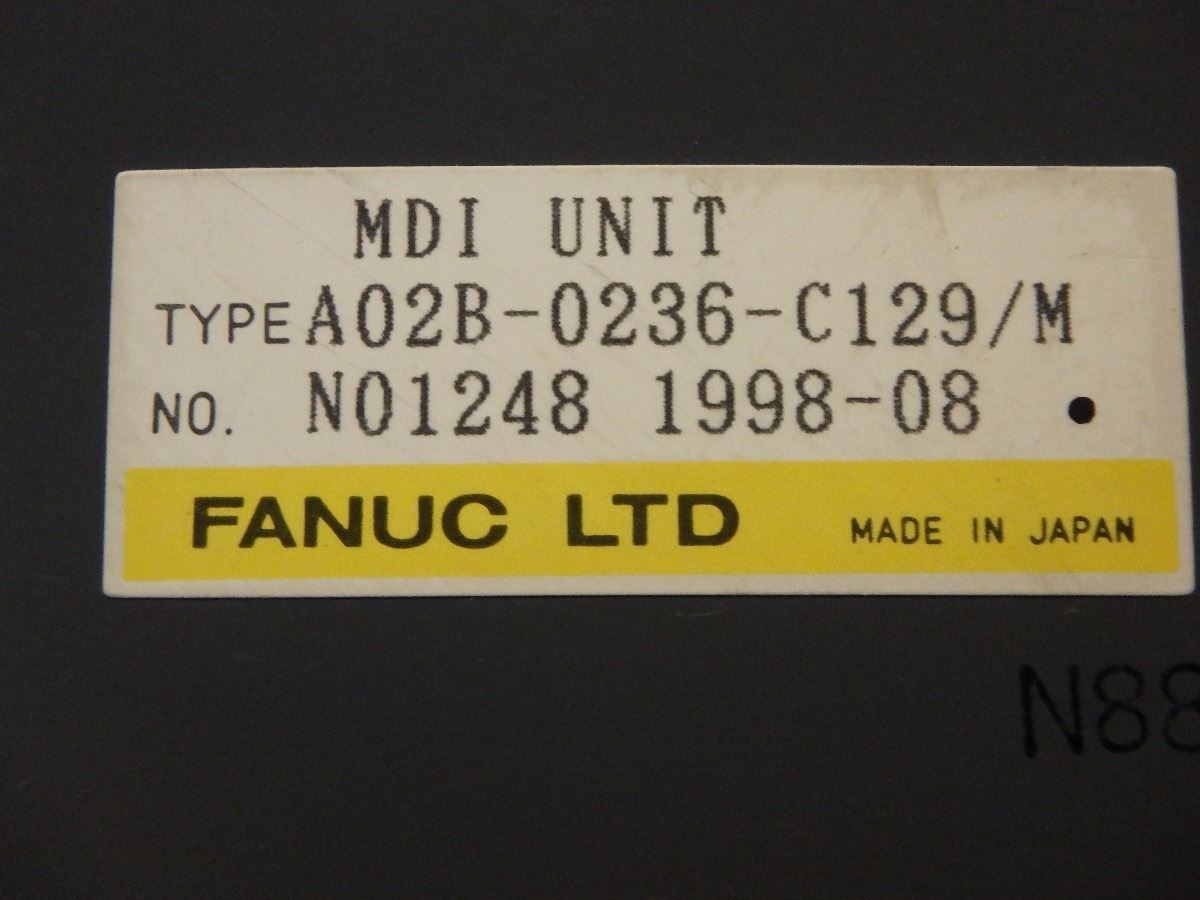 MDI UNIT
TYPE A02B-0236-C129/M
NO. N01248 1998-08
FANUC LTD MADE IN JAPAN
N88